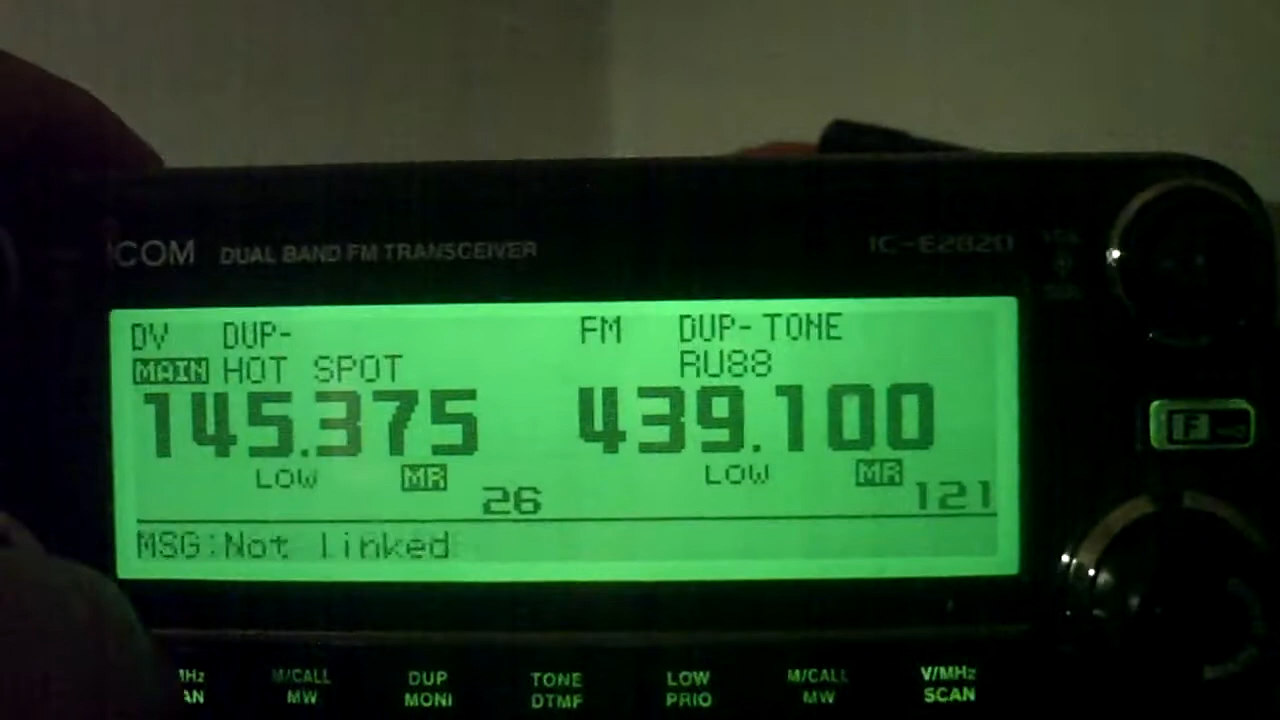 ICOM DUAL BAND FM TRANSCEIVER IC-E2820
DV DUP- FM DUP- TONE
MAIN HOT SPOT RU88
145.375 439.100
LOW MR LOW MR
26 121
MSG:Not linked
M/CALL DUP TONE LOW M/CALL V/MHz
MW MONI DTMF PRIO MW SCAN
F